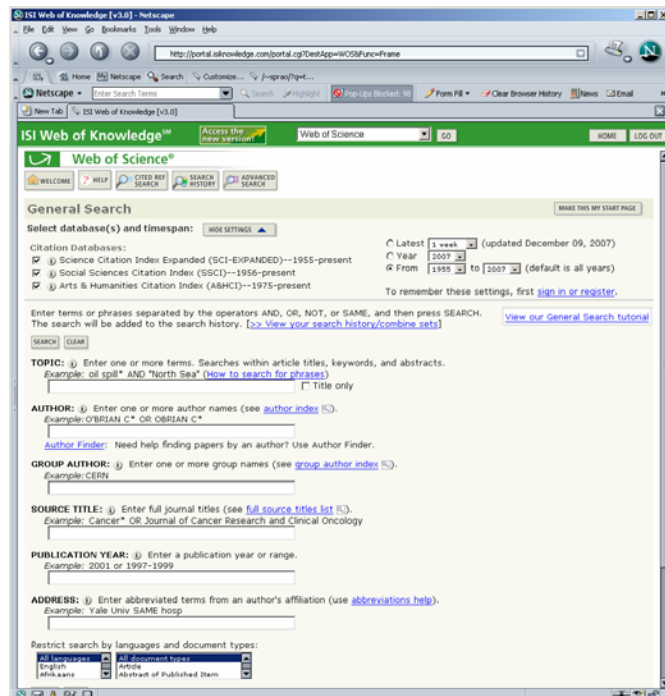 ISI Web of Knowledge [v3.0] - Netscape
File Edit View Go Bookmarks Tools Window Help
http://portal.isiknowledge.com/portal.cgi?DestApp=WOS&Func=Frame
Home My Netscape Search Customize... /~sprao/?q=t...
Netscape Enter Search Terms Search Highlight Pop-Ups Blocked: 98 Form Fill Clear Browser History News Email
New Tab ISI Web of Knowledge [v3.0]
ISI Web of Knowledge℠ Access the new version! Web of Science GO HOME LOG OUT
Web of Science®
WELCOME ? HELP CITED REF SEARCH SEARCH HISTORY ADVANCED SEARCH
General Search MAKE THIS MY START PAGE
Select database(s) and timespan: HIDE SETTINGS
Citation Databases:
Science Citation Index Expanded (SCI-EXPANDED)--1955-present
Social Sciences Citation Index (SSCI)--1956-present
Arts & Humanities Citation Index (A&HCI)--1975-present
Latest 1 week (updated December 09, 2007)
Year 2007
From 1955 to 2007 (default is all years)
To remember these settings, first sign in or register.
Enter terms or phrases separated by the operators AND, OR, NOT, or SAME, and then press SEARCH.
The search will be added to the search history. [>> View your search history/combine sets]
View our General Search tutorial
SEARCH CLEAR
TOPIC: Enter one or more terms. Searches within article titles, keywords, and abstracts.
Example: oil spill* AND "North Sea" (How to search for phrases)
Title only
AUTHOR: Enter one or more author names (see author index).
Example: O'BRIAN C* OR OBRIAN C*
Author Finder: Need help finding papers by an author? Use Author Finder.
GROUP AUTHOR: Enter one or more group names (see group author index).
Example: CERN
SOURCE TITLE: Enter full journal titles (see full source titles list).
Example: Cancer* OR Journal of Cancer Research and Clinical Oncology
PUBLICATION YEAR: Enter a publication year or range.
Example: 2001 or 1997-1999
ADDRESS: Enter abbreviated terms from an author's affiliation (use abbreviations help).
Example: Yale Univ SAME hosp
Restrict search by languages and document types:
All languages All document types
English Article
Afrikaans Abstract of Published Item